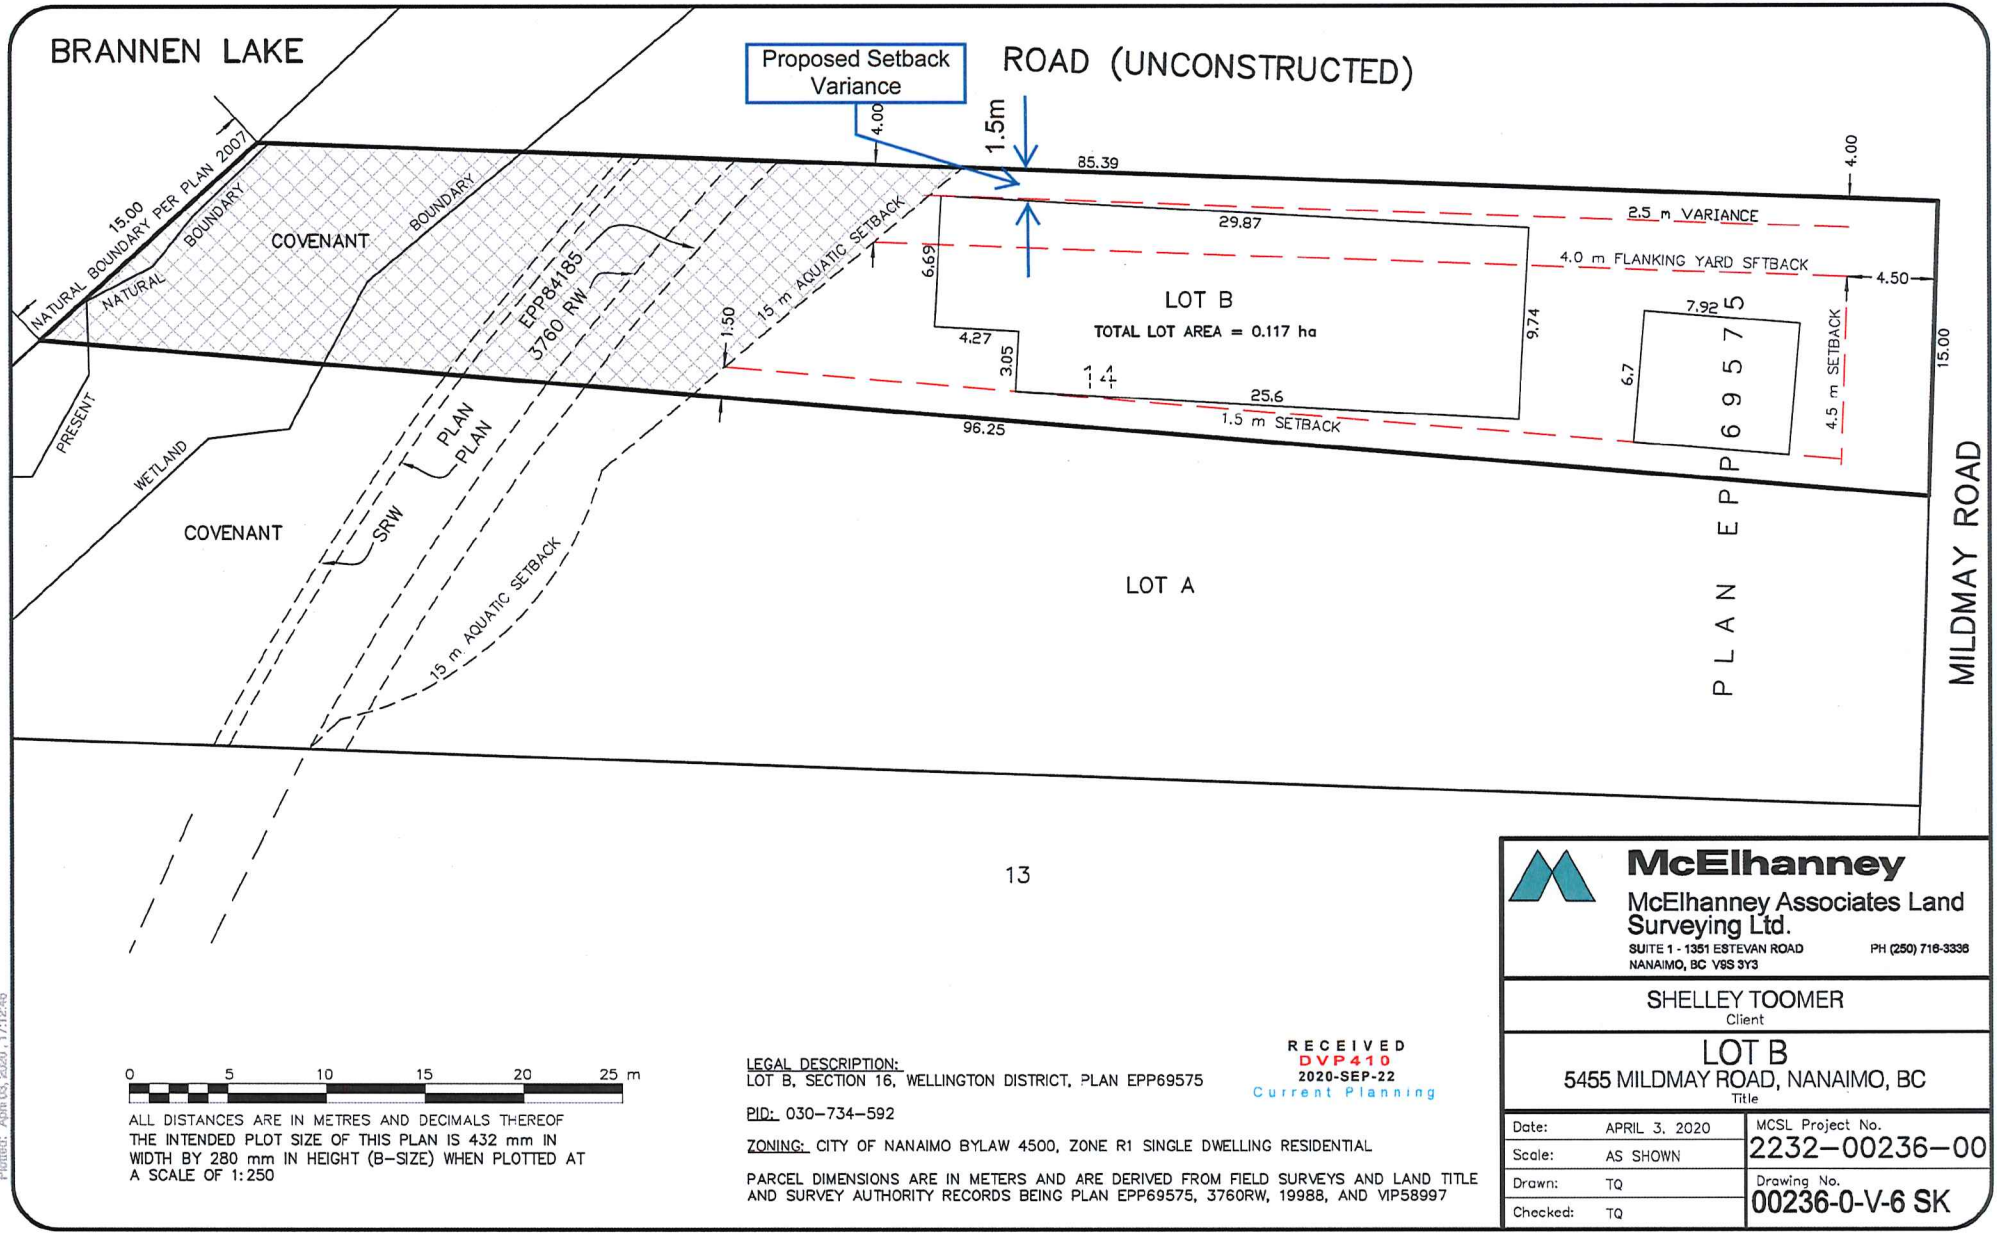 BRANNEN LAKE
Proposed Setback
Variance
ROAD (UNCONSTRUCTED)
4.00
1.5m
85.39
4.00
15.00
NATURAL BOUNDARY PER PLAN 2007
NATURAL BOUNDARY
COVENANT
BOUNDARY
15 m AQUATIC SETBACK
2.5 m VARIANCE
29.87
4.0 m FLANKING YARD SETBACK
4.50
6.69
LOT B
TOTAL LOT AREA = 0.117 ha
EPP84185
3760 RW
1.50
4.27
3.05
14
25.6
9.74
7.92
6.7
4.5 m SETBACK
15.00
1.5 m SETBACK
96.25
PRESENT
WETLAND
PLAN
PLAN
SRW
COVENANT
15 m AQUATIC SETBACK
LOT A
PLAN EPP69575
MILDMAY ROAD
13
Plotted: April 03, 2020, 17:12:46
0 5 10 15 20 25 m
ALL DISTANCES ARE IN METRES AND DECIMALS THEREOF
THE INTENDED PLOT SIZE OF THIS PLAN IS 432 mm IN
WIDTH BY 280 mm IN HEIGHT (B-SIZE) WHEN PLOTTED AT
A SCALE OF 1:250
LEGAL DESCRIPTION:
LOT B, SECTION 16, WELLINGTON DISTRICT, PLAN EPP69575
PID: 030-734-592
ZONING: CITY OF NANAIMO BYLAW 4500, ZONE R1 SINGLE DWELLING RESIDENTIAL
PARCEL DIMENSIONS ARE IN METERS AND ARE DERIVED FROM FIELD SURVEYS AND LAND TITLE
AND SURVEY AUTHORITY RECORDS BEING PLAN EPP69575, 3760RW, 19988, AND VIP58997
RECEIVED
DVP410
2020-SEP-22
Current Planning
McElhanney
McElhanney Associates Land
Surveying Ltd.
SUITE 1 - 1351 ESTEVAN ROAD PH (250) 716-3336
NANAIMO, BC V9S 3Y3
SHELLEY TOOMER
Client
LOT B
5455 MILDMAY ROAD, NANAIMO, BC
Title
Date: APRIL 3, 2020
Scale: AS SHOWN
Drawn: TQ
Checked: TQ
MCSL Project No.
2232-00236-00
Drawing No.
00236-0-V-6 SK